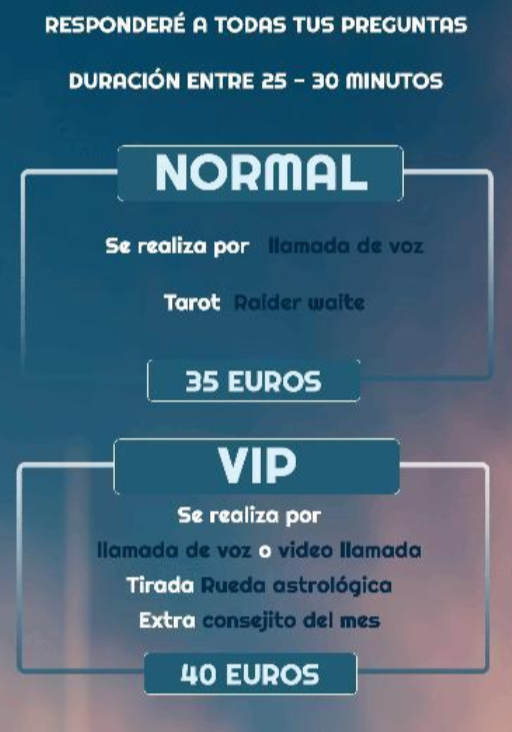 RESPONDERÉ A TODAS TUS PREGUNTAS
DURACIÓN ENTRE 25 - 30 MINUTOS
NORMAL
Se realiza por llamada de voz
Tarot Raider waite
35 EUROS
VIP
Se realiza por
llamada de voz o video llamada
Tirada Rueda astrológica
Extra consejito del mes
40 EUROS